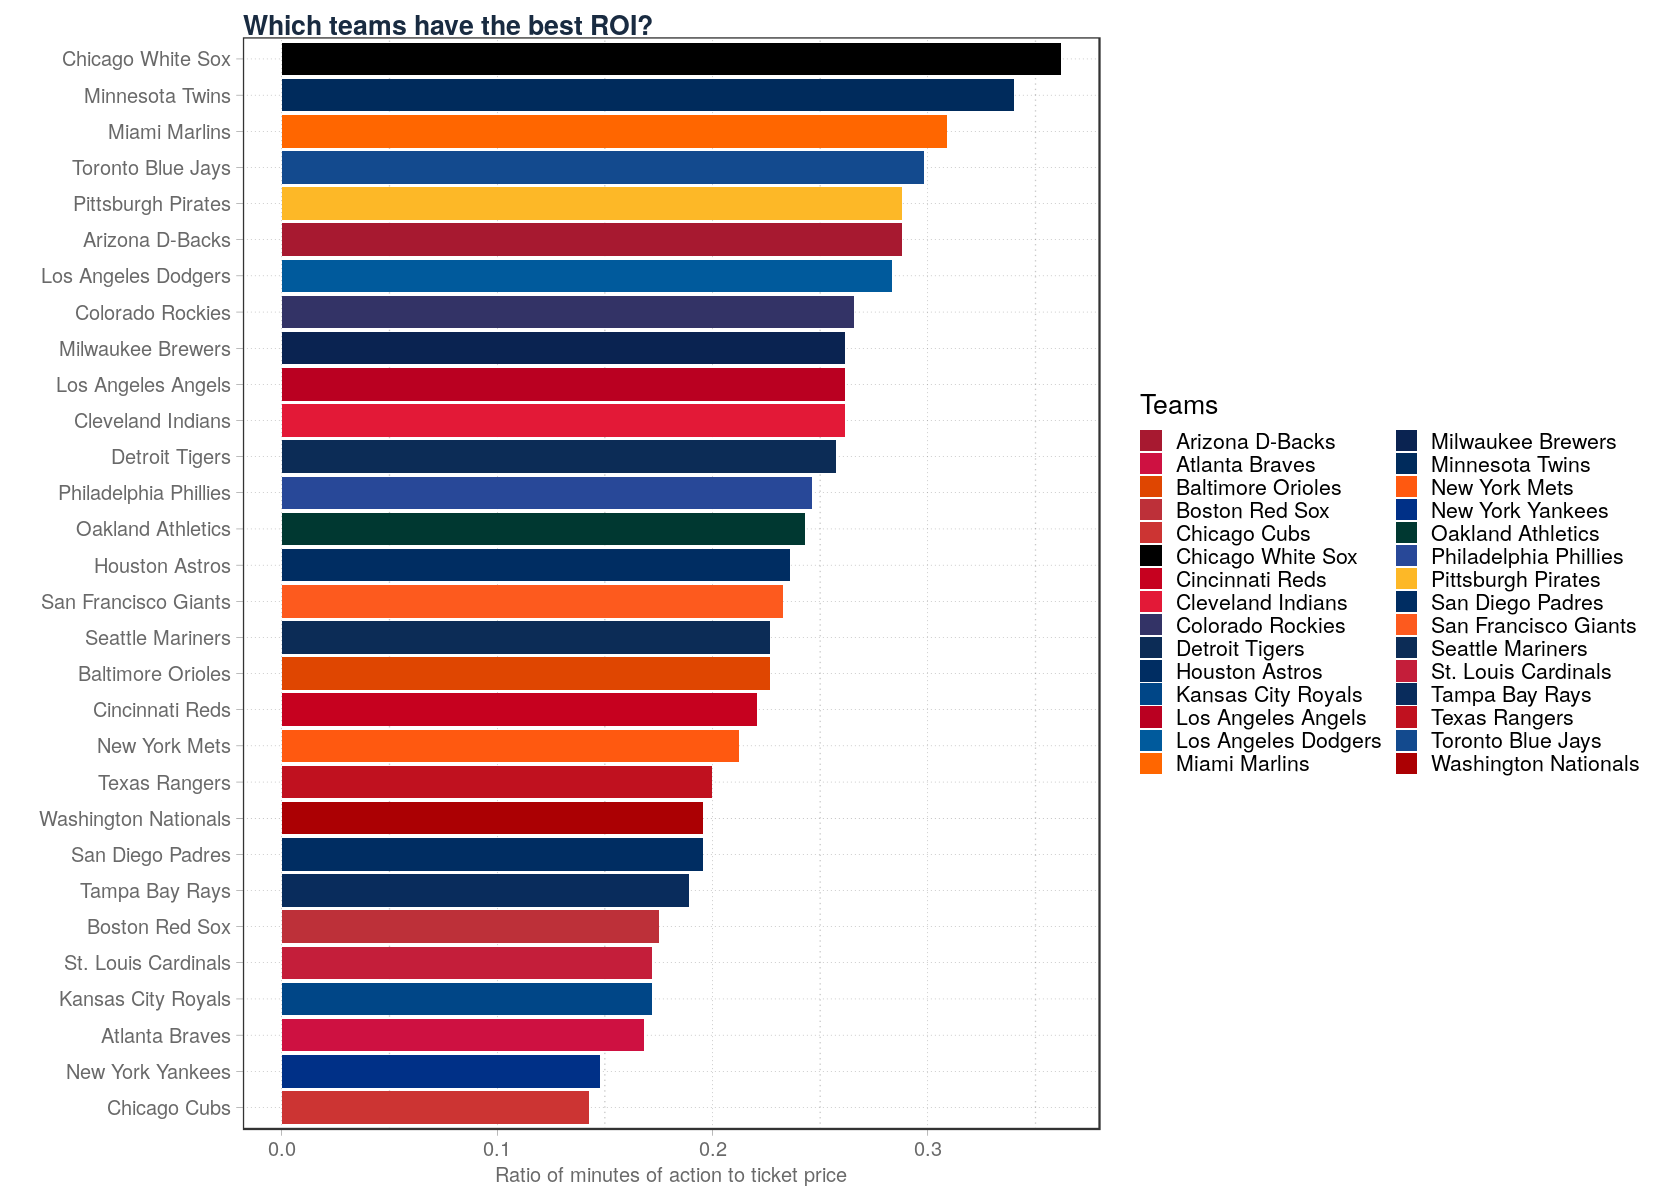 Which teams have the best ROI?
Chicago White Sox
Minnesota Twins
Miami Marlins
Toronto Blue Jays
Pittsburgh Pirates
Arizona D-Backs
Los Angeles Dodgers
Colorado Rockies
Milwaukee Brewers
Los Angeles Angels
Cleveland Indians
Detroit Tigers
Philadelphia Phillies
Oakland Athletics
Houston Astros
San Francisco Giants
Seattle Mariners
Baltimore Orioles
Cincinnati Reds
New York Mets
Texas Rangers
Washington Nationals
San Diego Padres
Tampa Bay Rays
Boston Red Sox
St. Louis Cardinals
Kansas City Royals
Atlanta Braves
New York Yankees
Chicago Cubs
0.0 0.1 0.2 0.3
Ratio of minutes of action to ticket price
Teams
Arizona D-Backs
Atlanta Braves
Baltimore Orioles
Boston Red Sox
Chicago Cubs
Chicago White Sox
Cincinnati Reds
Cleveland Indians
Colorado Rockies
Detroit Tigers
Houston Astros
Kansas City Royals
Los Angeles Angels
Los Angeles Dodgers
Miami Marlins
Milwaukee Brewers
Minnesota Twins
New York Mets
New York Yankees
Oakland Athletics
Philadelphia Phillies
Pittsburgh Pirates
San Diego Padres
San Francisco Giants
Seattle Mariners
St. Louis Cardinals
Tampa Bay Rays
Texas Rangers
Toronto Blue Jays
Washington Nationals